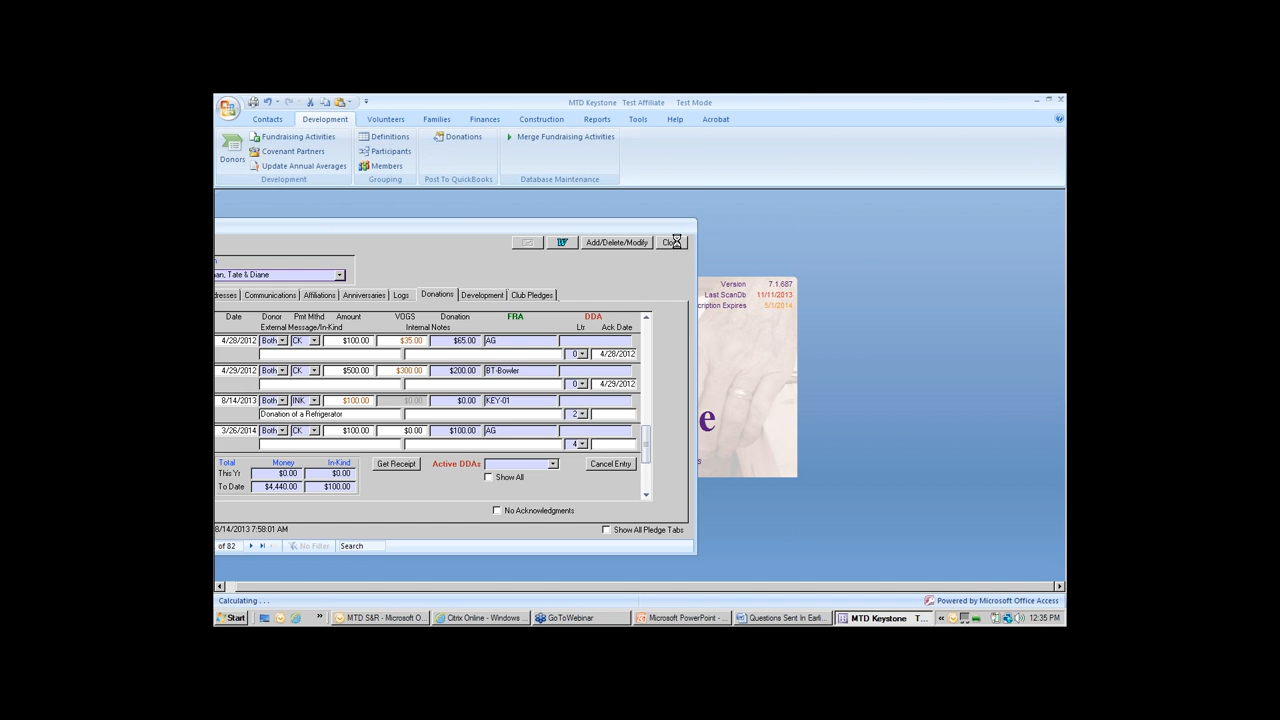 MTD Keystone Test Affiliate Test Mode
Contacts Development Volunteers Families Finances Construction Reports Tools Help Acrobat
Donors
Fundraising Activities
Covenant Partners
Update Annual Averages
Development
Definitions
Participants
Members
Grouping
Donations
Post To QuickBooks
Merge Fundraising Activities
Database Maintenance
W Add/Delete/Modify
an, Tate & Diane
Communications Affiliations Anniversaries Logs Donations Development Club Pledges
Date Donor Pmt Mthd Amount VOGS Donation FRA DDA
External Message/In-Kind Internal Notes Ltr Ack Date
4/28/2012 Both CK $100.00 $35.00 $65.00 AG
0 4/28/2012
4/29/2012 Both CK $500.00 $300.00 $200.00 BT-Bowler
0 4/29/2012
8/14/2013 Both INK $100.00 $0.00 $0.00 KEY-01
Donation of a Refrigerator 2
3/26/2014 Both CK $100.00 $0.00 $100.00 AG
4
Total Money In-Kind
This Yr $0.00 $0.00
To Date $4,440.00 $100.00
Get Receipt Active DDAs Cancel Entry
Show All
No Acknowledgments
8/14/2013 7:58:01 AM Show All Pledge Tabs
of 82 No Filter Search
Version 7.1.687
Last ScanDb 11/11/2013
cription Expires 5/1/2014
e
s
Calculating . . . Powered by Microsoft Office Access
Start » MTD S&R - Microsoft O... Citrix Online - Windows ... GoToWebinar Microsoft PowerPoint - ... Questions Sent In Earli... MTD Keystone T... « 12:35 PM